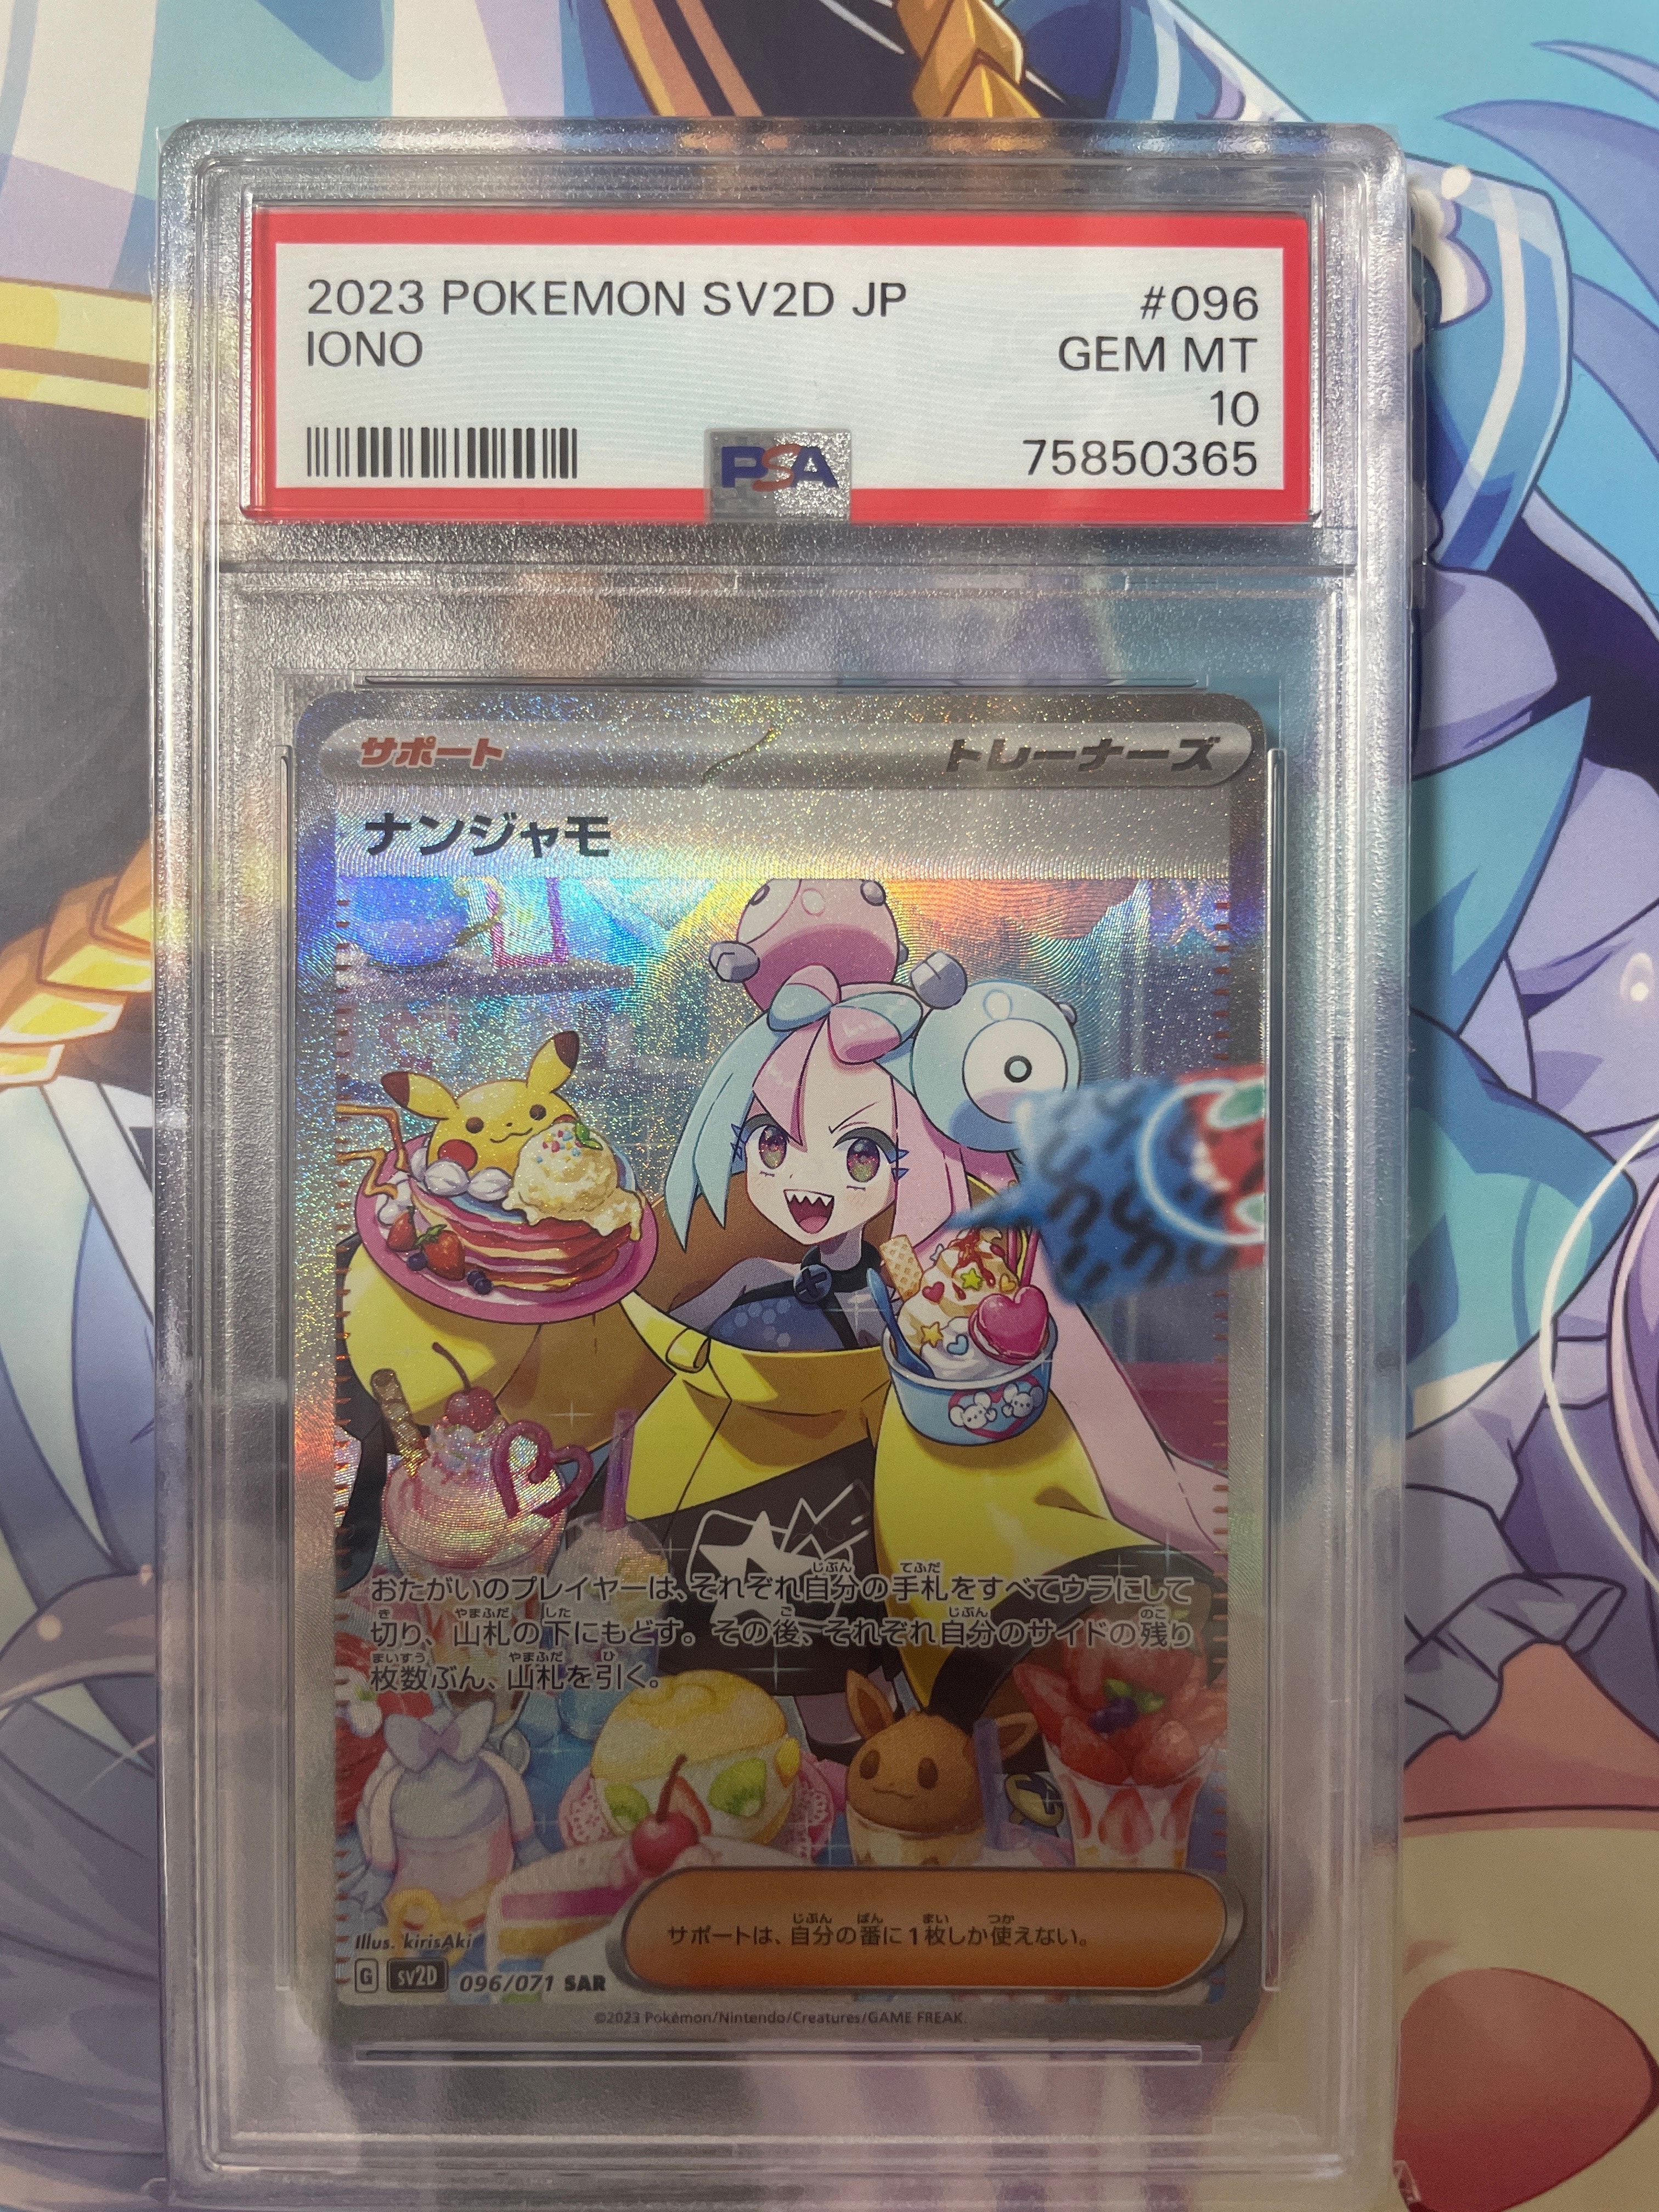 2023 POKEMON SV2D JP #096
IONO GEM MT
10
75850365
PSA
サポート トレーナーズ
ナンジャモ
おたがいのプレイヤーは、それぞれ自分の手札をすべてウラにして
切り、山札の下にもどす。その後、それぞれ自分のサイドの残り
枚数ぶん、山札を引く。
サポートは、自分の番に1枚しか使えない。
Illus. kirisAki
G SV2D 096/071 SAR
©2023 Pokémon/Nintendo/Creatures/GAME FREAK.